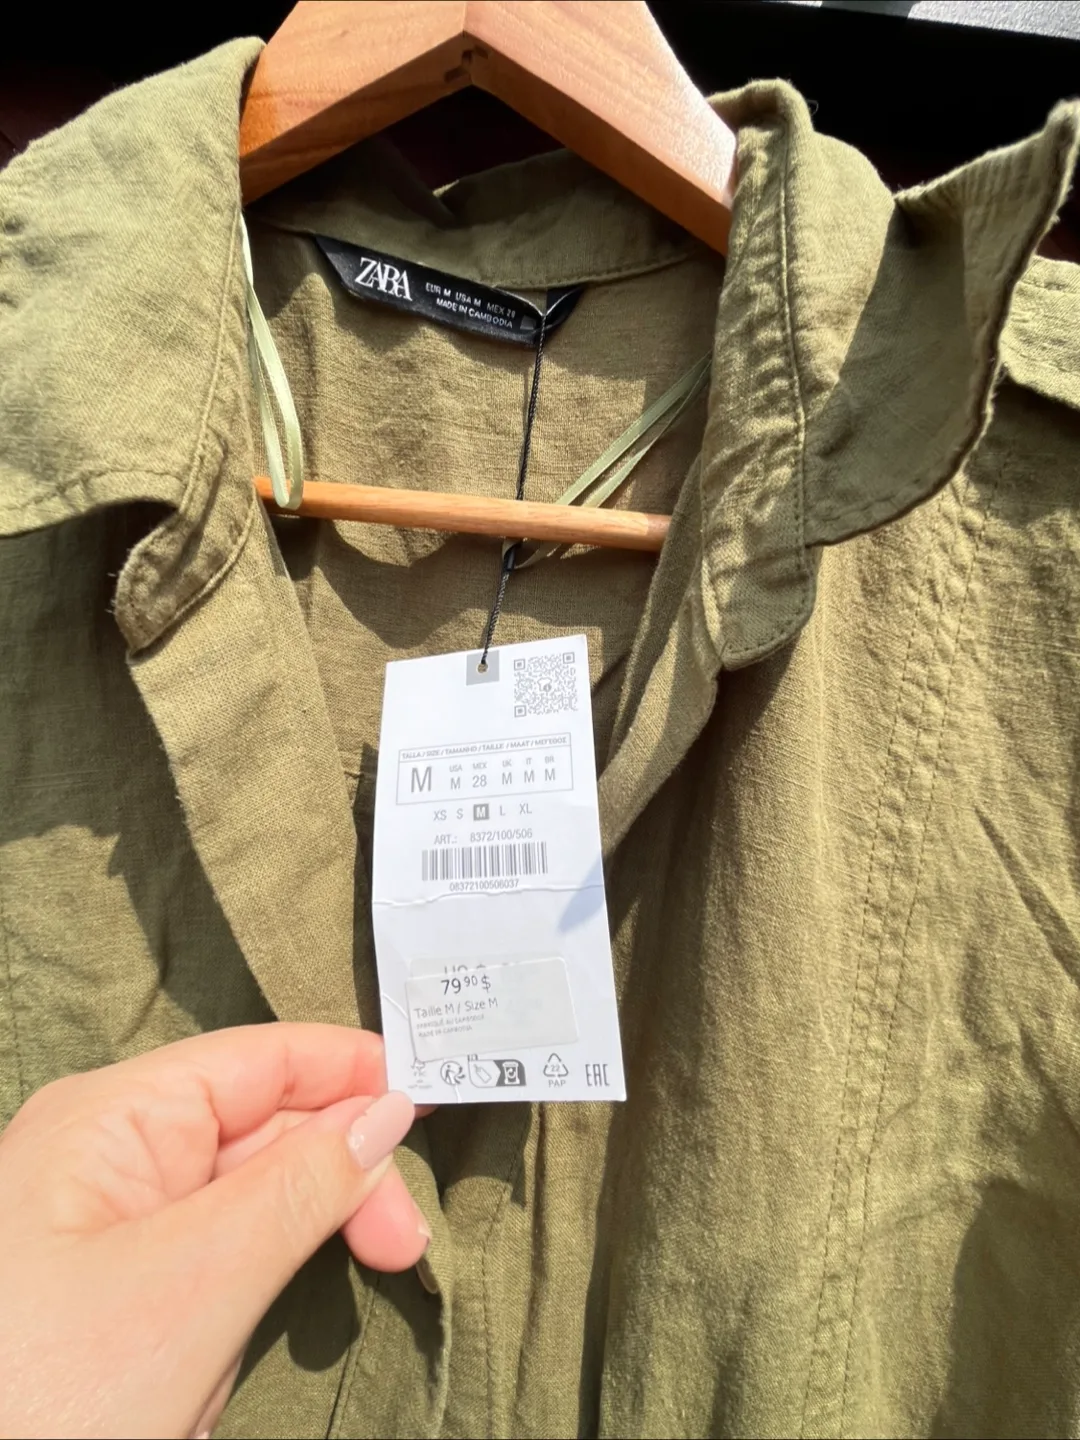 ZARA
EUR M USA M MEX 28
MADE IN CAMBODIA
TALLA / SIZE / TAMANHO / TAILLE / MAAT / ΜΕΓΕΘΟΣ
M
USA MEX UK IT BR
M 28 M M M
XS S M L XL
ART.: 8372/100/506
08372100506037
79 90 $
Taille M / Size M
FABRIQUÉ AU CAMBODGE
MADE IN CAMBODIA
FSC
22
PAP
EAC